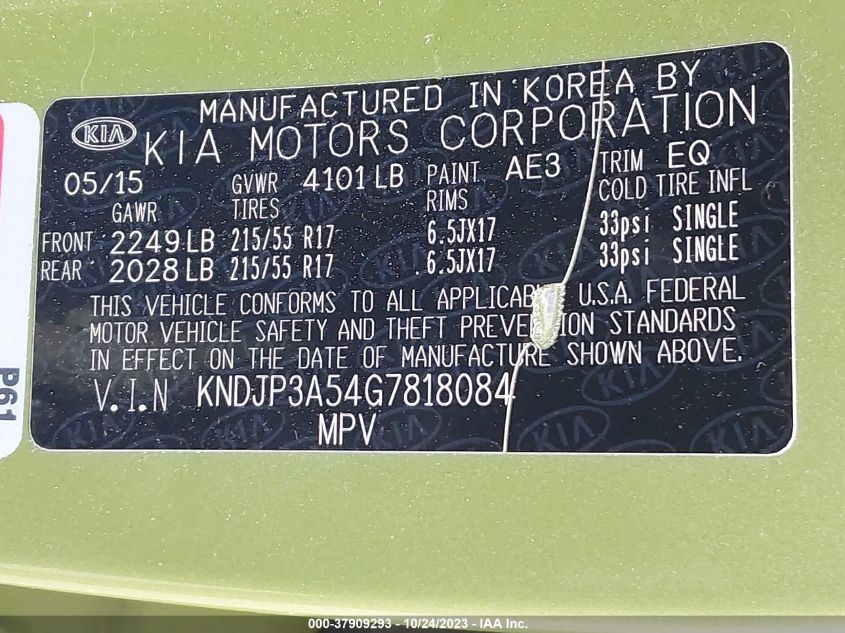 MANUFACTURED IN KOREA BY
KIA
KIA MOTORS CORPORATION
05/15 GVWR 4101LB PAINT AE3 TRIM EQ
GAWR TIRES RIMS COLD TIRE INFL
FRONT 2249LB 215/55 R17 6.5JX17 33psi SINGLE
REAR 2028LB 215/55 R17 6.5JX17 33psi SINGLE
THIS VEHICLE CONFORMS TO ALL U.S.A. FEDERAL
MOTOR VEHICLE SAFETY AND THEFT PREVENTION STANDARDS
IN EFFECT ON THE DATE OF MANUFACTURE SHOWN ABOVE.
V.I.N KNDJP3A54G7818084
MPV
P61
000-37909293 - 10/24/2023 - IAA Inc.